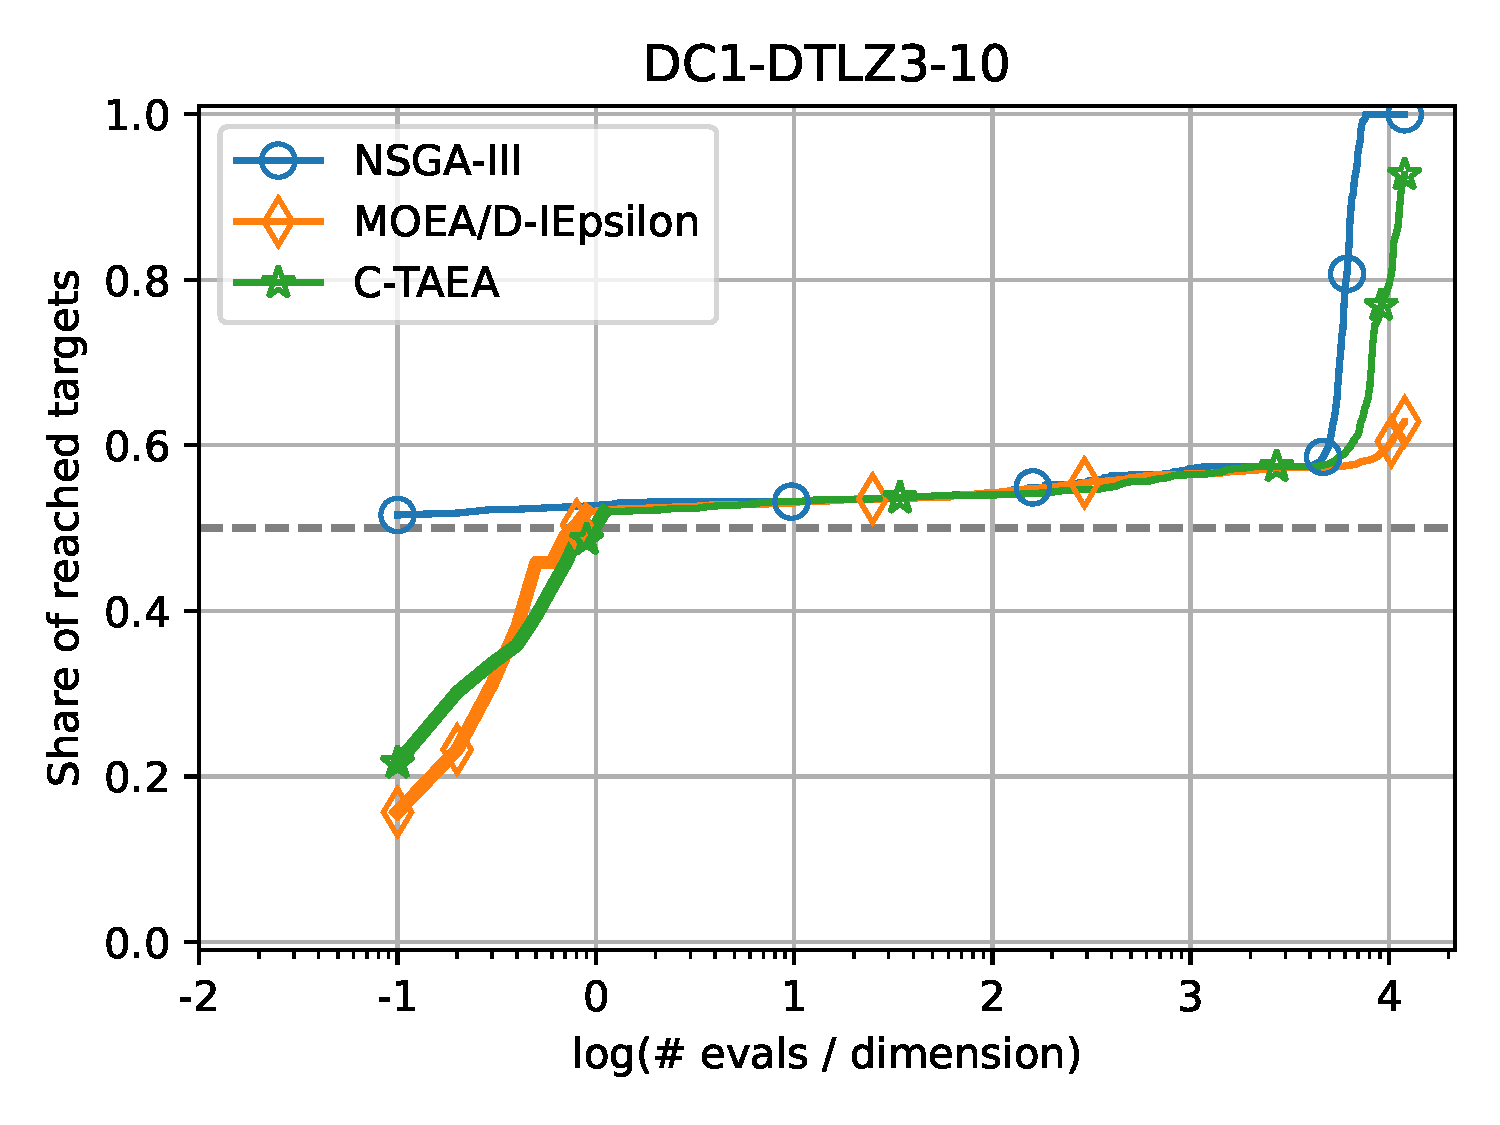 DC1-DTLZ3-10
1.0
0.8
0.6
0.4
0.2
0.0
Share of reached targets
NSGA-III
MOEA/D-IEpsilon
C-TAEA
-2 -1 0 1 2 3 4
log(# evals / dimension)